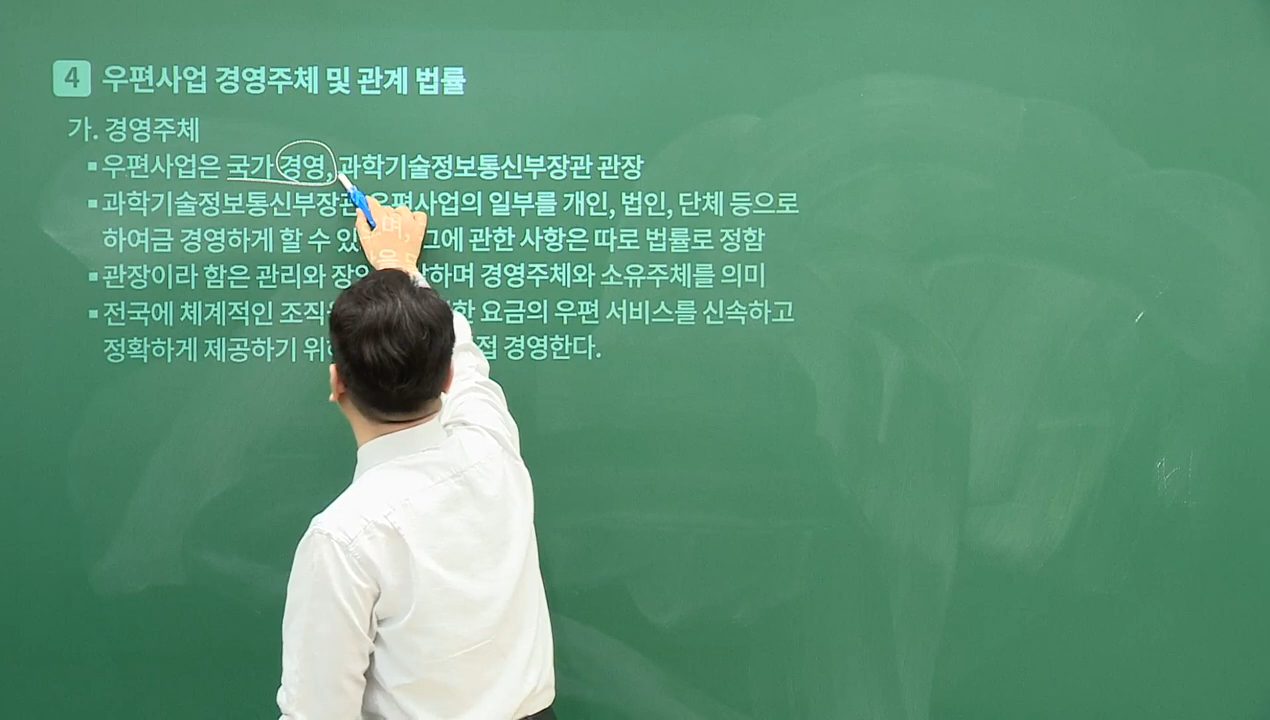 4 우편사업 경영주체 및 관계 법률
가. 경영주체
▪우편사업은 국가 경영, 과학기술정보통신부장관 관장
▪과학기술정보통신부장관 우편사업의 일부를 개인, 법인, 단체 등으로
하여금 경영하게 할 수 며, 그에 관한 사항은 따로 법률로 정함
▪관장이라 함은 관리와 하며 경영주체와 소유주체를 의미
▪전국에 체계적인 요금의 우편 서비스를 신속하고
정확하게 제공하기 경영한다.